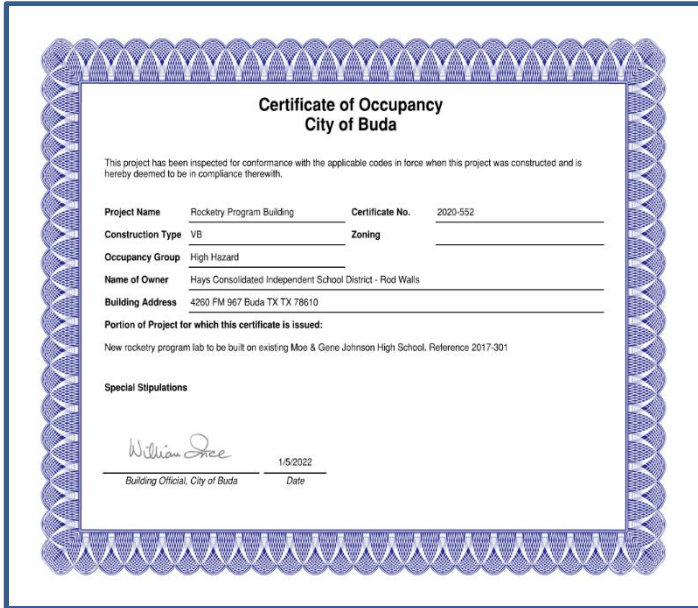 Certificate of Occupancy
City of Buda
This project has been inspected for conformance with the applicable codes in force when this project was constructed and is
hereby deemed to be in compliance therewith.
Project Name Rocketry Program Building Certificate No. 2020-552
Construction Type VB Zoning
Occupancy Group High Hazard
Name of Owner Hays Consolidated Independent School District - Rod Walls
Building Address 4260 FM 967 Buda TX TX 78610
Portion of Project for which this certificate is issued:
New rocketry program lab to be built on existing Moe & Gene Johnson High School. Reference 2017-301
Special Stipulations
William 1/5/2022
Building Official, City of Buda Date